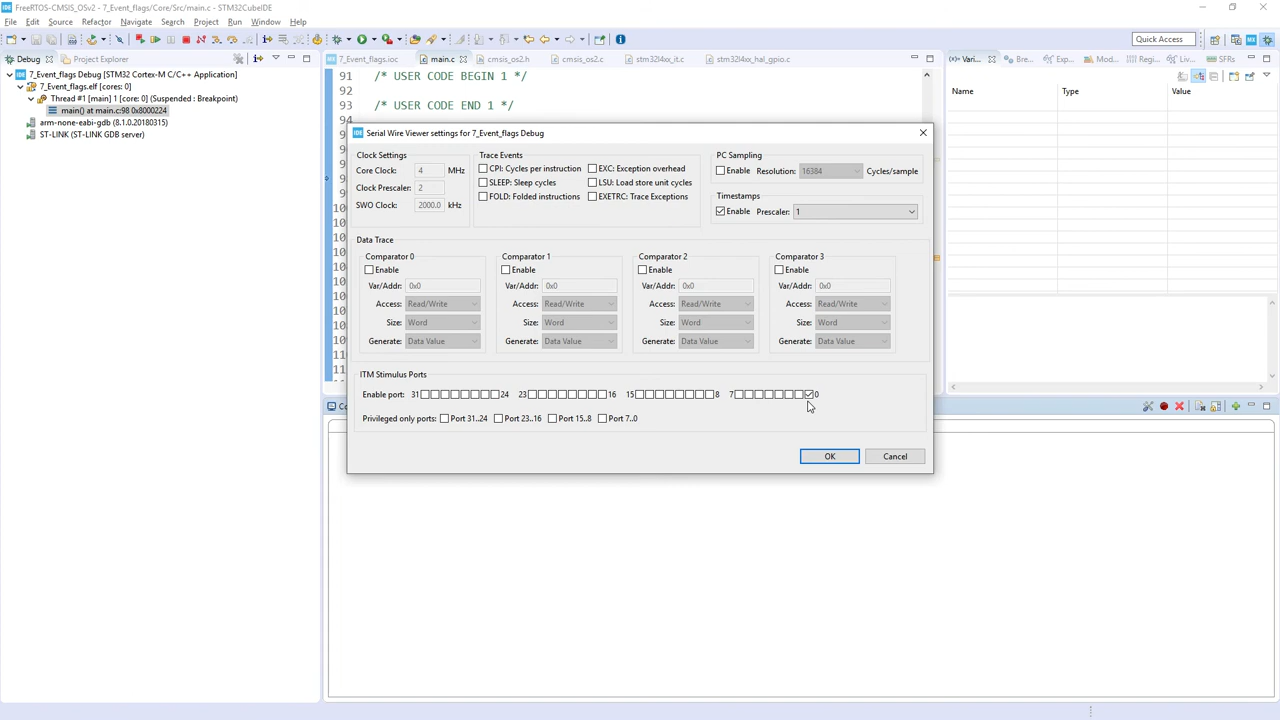 FreeRTOS-CMSIS_OSv2 - 7_Event_flags/Core/Src/main.c - STM32CubeIDE
File Edit Source Refactor Navigate Search Project Run Window Help
Quick Access
Debug Project Explorer
7_Event_flags.ioc main.c cmsis_os2.h cmsis_os2.c stm32l4xx_it.c stm32l4xx_hal_gpio.c
Vari... Bre... Exp... Mod... Regi... Liv... SFRs
7_Event_flags Debug [STM32 Cortex-M C/C++ Application]
7_Event_flags.elf [cores: 0]
Thread #1 [main] 1 [core: 0] (Suspended : Breakpoint)
main() at main.c:98 0x8000224
arm-none-eabi-gdb (8.1.0.20180315)
ST-LINK (ST-LINK GDB server)
91 /* USER CODE BEGIN 1 */
92
93 /* USER CODE END 1 */
Name Type Value
Serial Wire Viewer settings for 7_Event_flags Debug
Clock Settings
Core Clock: 4 MHz
Clock Prescaler: 2
SWO Clock: 2000.0 kHz
Trace Events
CPI: Cycles per instruction EXC: Exception overhead
SLEEP: Sleep cycles LSU: Load store unit cycles
FOLD: Folded instructions EXETRC: Trace Exceptions
PC Sampling
Enable Resolution: 16384 Cycles/sample
Timestamps
Enable Prescaler: 1
Data Trace
Comparator 0 Comparator 1 Comparator 2 Comparator 3
Enable Enable Enable Enable
Var/Addr: 0x0 Var/Addr: 0x0 Var/Addr: 0x0 Var/Addr: 0x0
Access: Read/Write Access: Read/Write Access: Read/Write Access: Read/Write
Size: Word Size: Word Size: Word Size: Word
Generate: Data Value Generate: Data Value Generate: Data Value Generate: Data Value
ITM Stimulus Ports
Enable port: 31 24 23 16 15 8 7 0
Privileged only ports: Port 31..24 Port 23..16 Port 15..8 Port 7..0
OK Cancel